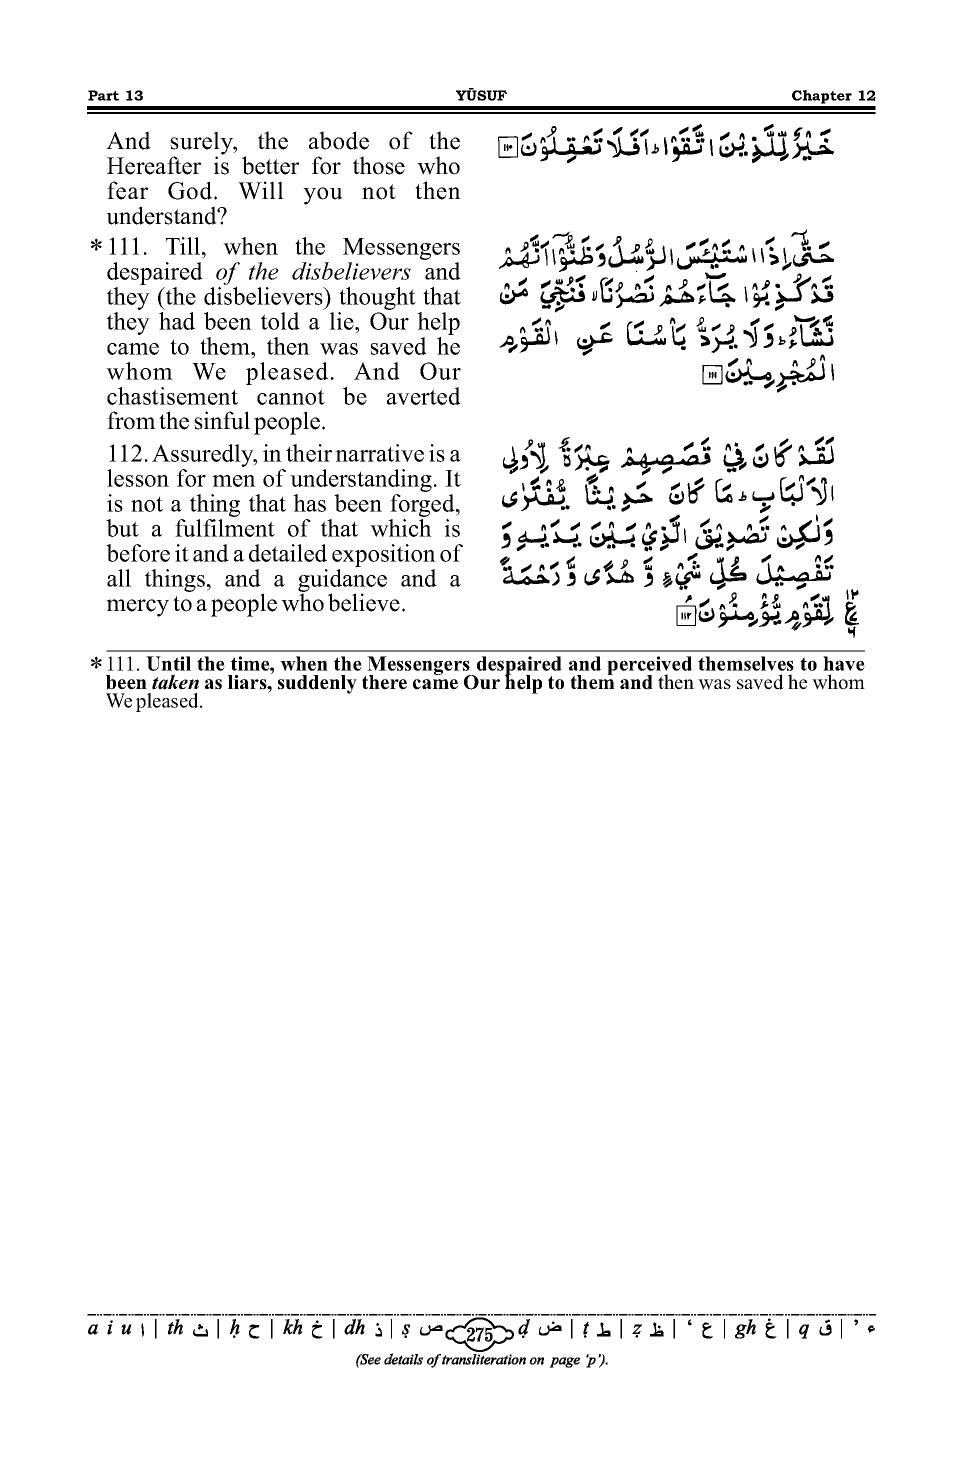 Part 13 YŪSUF Chapter 12
And surely, the abode of the
Hereafter is better for those who
fear God. Will you not then
understand?
خَيْرٌ لِّلَّذِيْنَ اتَّقَوْا ؕ اَفَلَا تَعْقِلُوْنَ ﴿۱۱۰﴾
*111. Till, when the Messengers
despaired of the disbelievers and
they (the disbelievers) thought that
they had been told a lie, Our help
came to them, then was saved he
whom We pleased. And Our
chastisement cannot be averted
from the sinful people.
حَتّٰۤى اِذَا اسْتَيْـَٔسَ الرُّسُلُ وَظَنُّوْۤا اَنَّهُمْ
قَدْ كُذِبُوْا جَآءَهُمْ نَصْرُنَا ۙ فَنُجِّيَ مَنْ
نَّشَآءُ ؕ وَلَا يُرَدُّ بَاْسُنَا عَنِ الْقَوْمِ
الْمُجْرِمِيْنَ ﴿۱۱۱﴾
112. Assuredly, in their narrative is a
lesson for men of understanding. It
is not a thing that has been forged,
but a fulfilment of that which is
before it and a detailed exposition of
all things, and a guidance and a
mercy to a people who believe.
لَقَدْ كَانَ فِيْ قَصَصِهِمْ عِبْرَةٌ لِّاُولِي
الْاَلْبَابِ ؕ مَا كَانَ حَدِيْثًا يُّفْتَرٰى
وَلٰكِنْ تَصْدِيْقَ الَّذِيْ بَيْنَ يَدَيْهِ وَ
تَفْصِيْلَ كُلِّ شَيْءٍ وَّ هُدًى وَّ رَحْمَةً
لِّقَوْمٍ يُّؤْمِنُوْنَ ﴿۱۱۲﴾ ۱۲ ع ۶
*111. Until the time, when the Messengers despaired and perceived themselves to have
been taken as liars, suddenly there came Our help to them and then was saved he whom
We pleased.
a i u ا | th ث | ḥ ح | kh خ | dh ذ | ṣ ص 275 ḍ ض | ṭ ط | ẓ ظ | ‘ ع | gh غ | q ق | ’ ء
(See details of transliteration on page ‘p’).